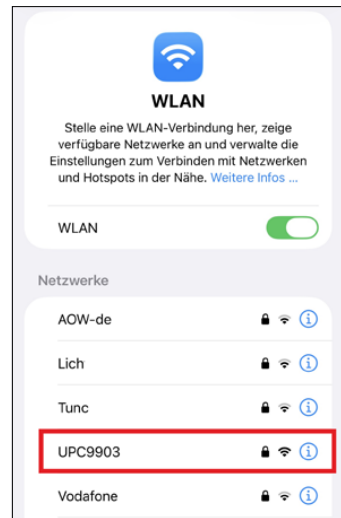 WLAN
Stelle eine WLAN-Verbindung her, zeige
verfügbare Netzwerke an und verwalte die
Einstellungen zum Verbinden mit Netzwerken
und Hotspots in der Nähe. Weitere Infos ...
WLAN
Netzwerke
AOW-de
Lich
Tunc
UPC9903
Vodafone